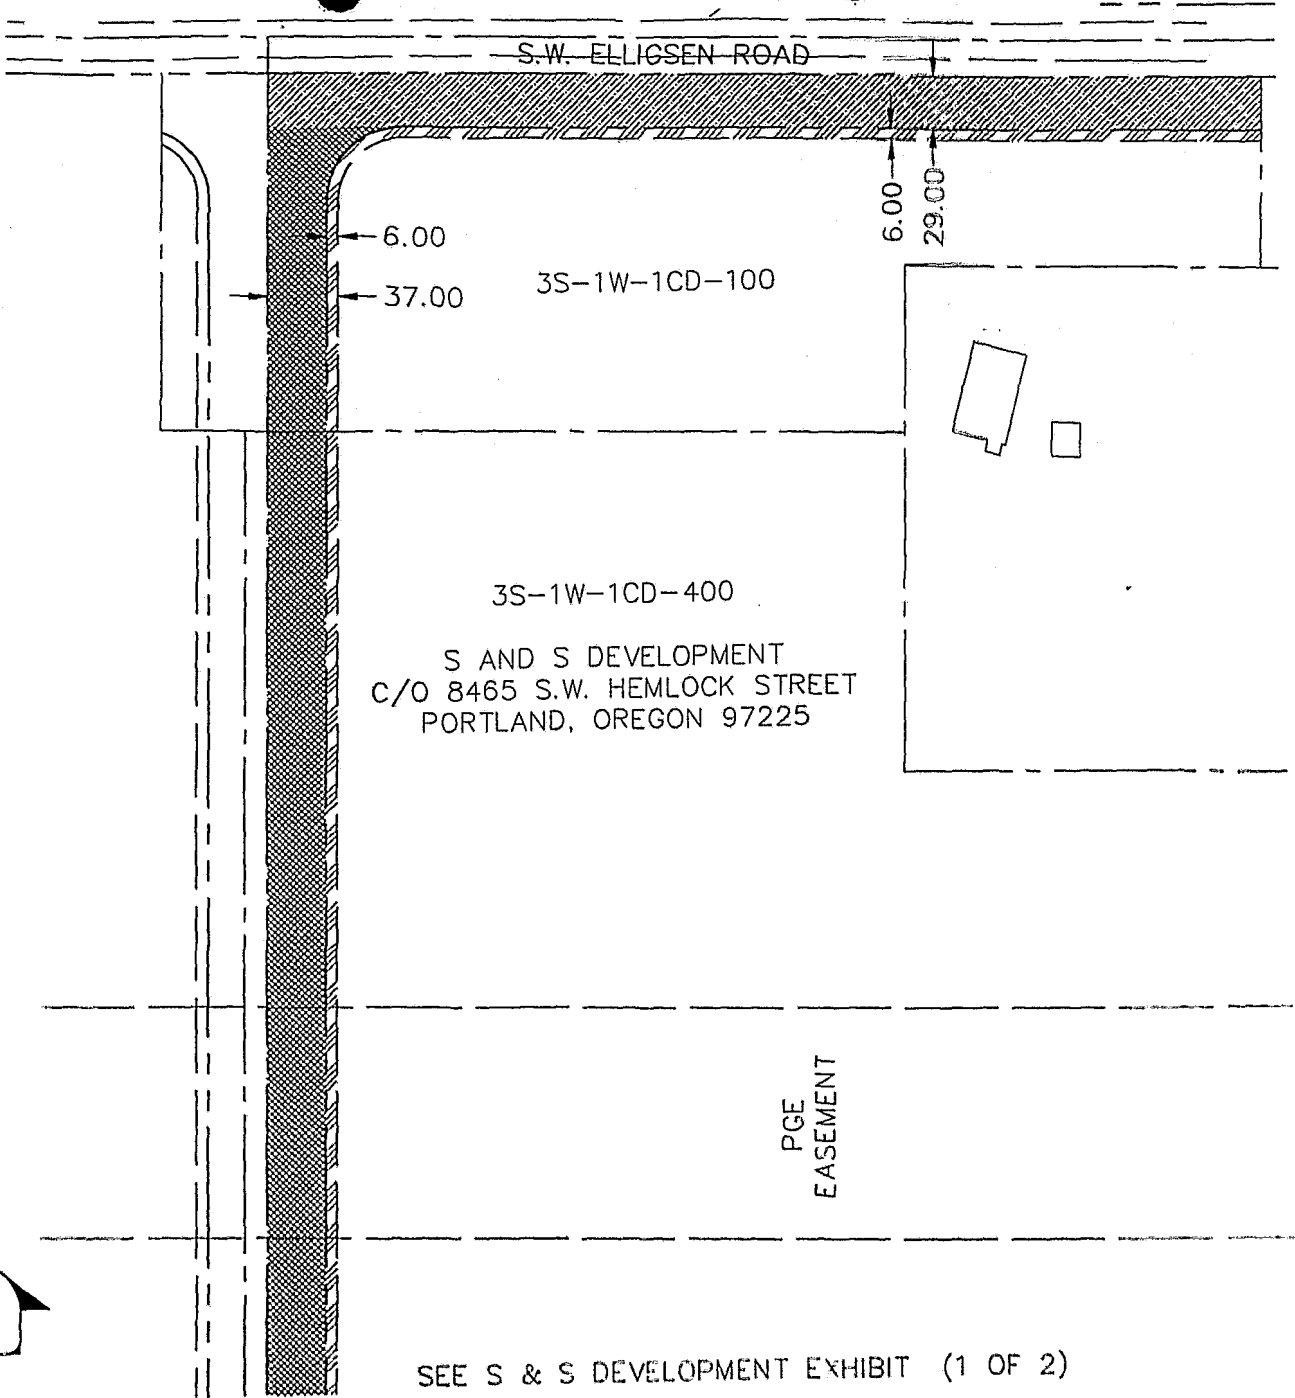 S.W. ELLIGSEN ROAD
6.00
29.00
6.00
37.00
3S-1W-1CD-100
3S-1W-1CD-400
S AND S DEVELOPMENT
C/O 8465 S.W. HEMLOCK STREET
PORTLAND, OREGON 97225
PGE
EASEMENT
SEE S & S DEVELOPMENT EXHIBIT (1 OF 2)